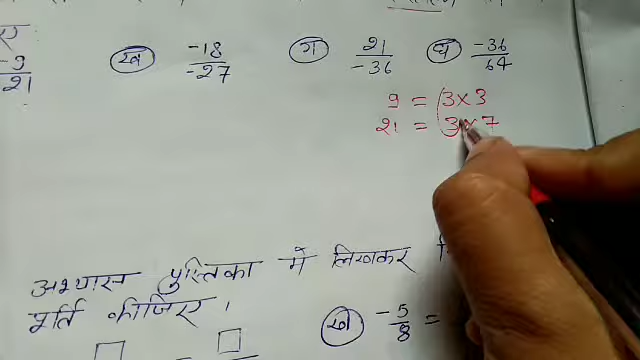 ए
-9/21 (ख) -18/-27 (ग) 21/-36 (घ) -36/64
9 = 3×3
21 = 3×7
अभ्यास पुस्तिका में लिखकर
पूर्ति कीजिए।
(ख) -5/8 =
□ = □